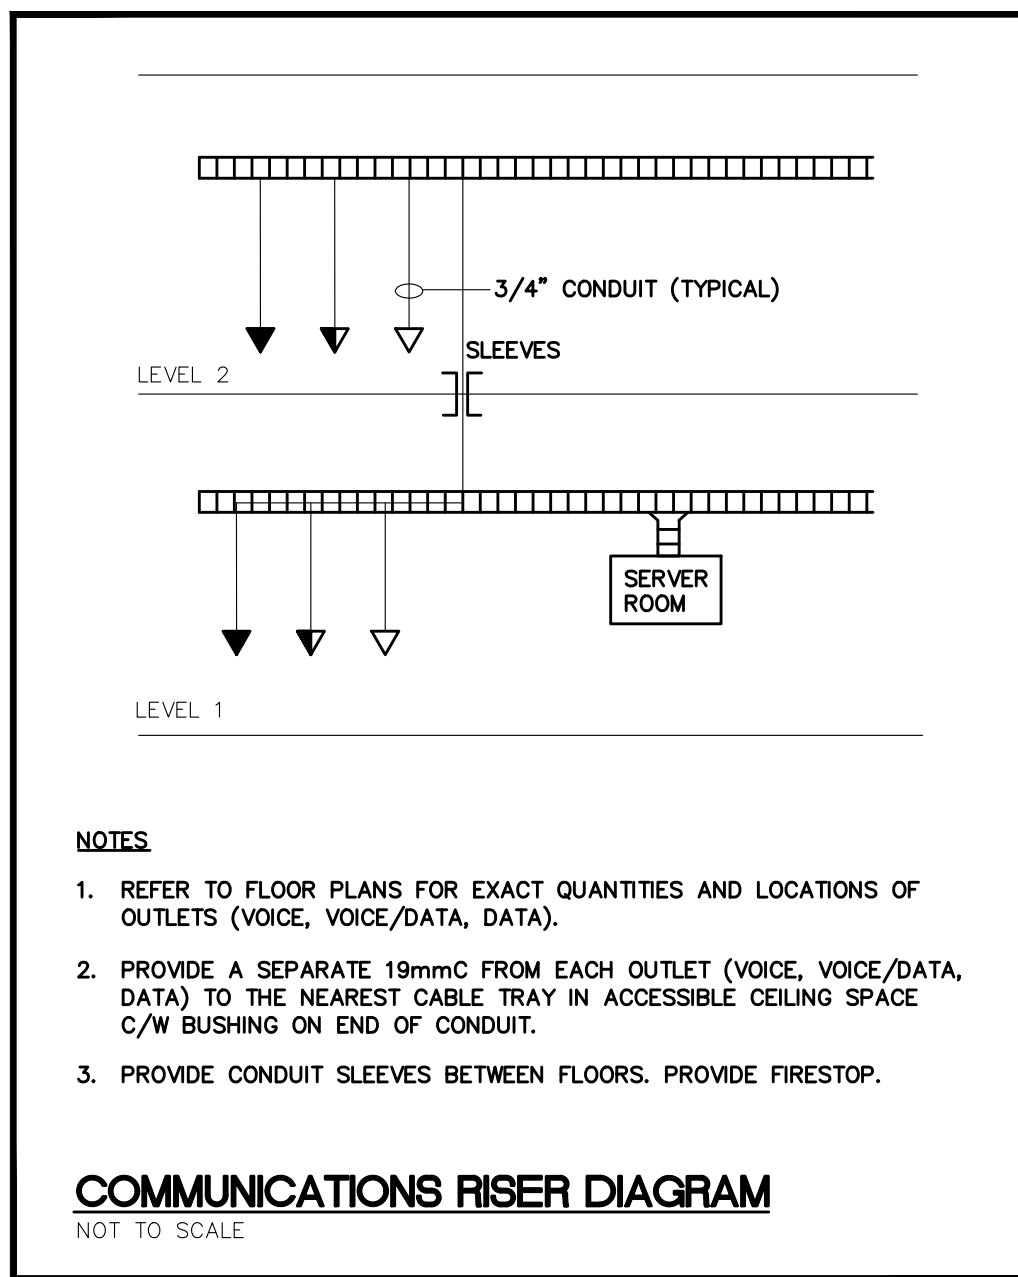 3/4" CONDUIT (TYPICAL)
SLEEVES
LEVEL 2
SERVER
ROOM
LEVEL 1
NOTES
1. REFER TO FLOOR PLANS FOR EXACT QUANTITIES AND LOCATIONS OF
OUTLETS (VOICE, VOICE/DATA, DATA).
2. PROVIDE A SEPARATE 19mmC FROM EACH OUTLET (VOICE, VOICE/DATA,
DATA) TO THE NEAREST CABLE TRAY IN ACCESSIBLE CEILING SPACE
C/W BUSHING ON END OF CONDUIT.
3. PROVIDE CONDUIT SLEEVES BETWEEN FLOORS. PROVIDE FIRESTOP.
COMMUNICATIONS RISER DIAGRAM
NOT TO SCALE